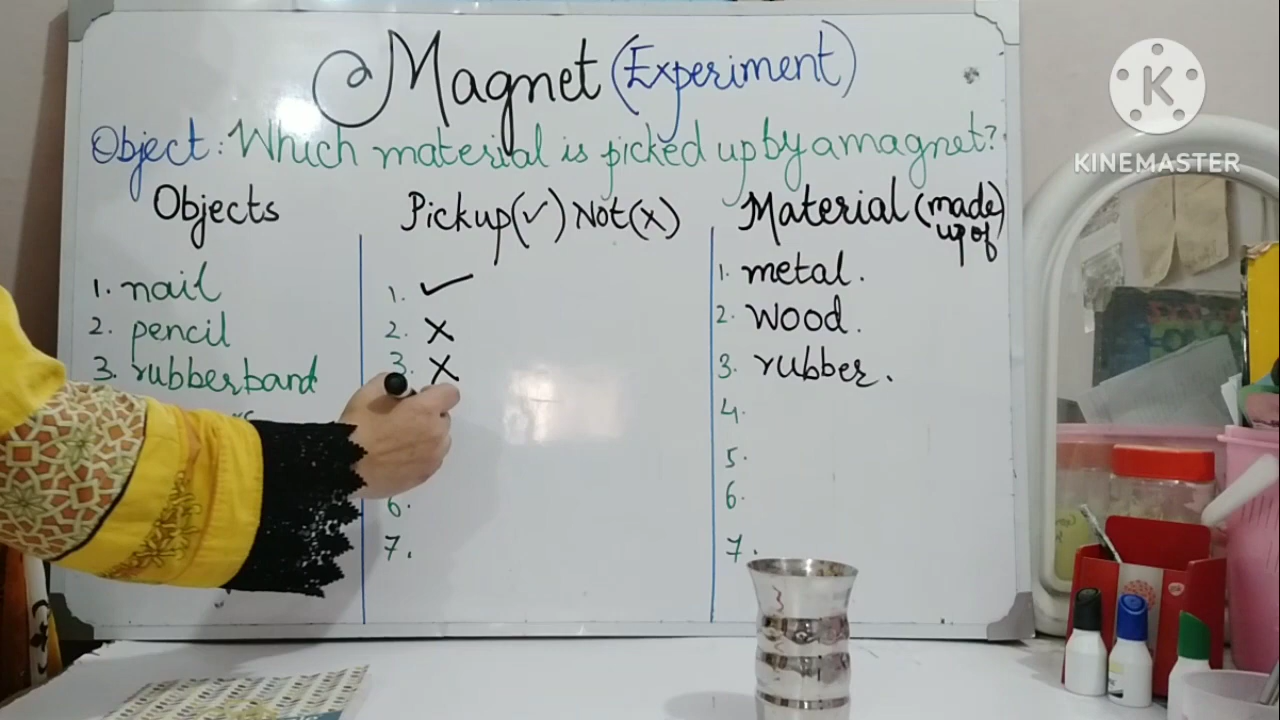 Magnet (Experiment)
Object: Which material is picked up by a magnet?
Objects Pickup(✓) Not(x) Material (made up of)
1. nail 1. ✓ 1. metal.
2. pencil 2. x 2. wood.
3. rubberband 3. x 3. rubber.
4.
5.
6. 6.
7. 7.
K
KINEMASTER